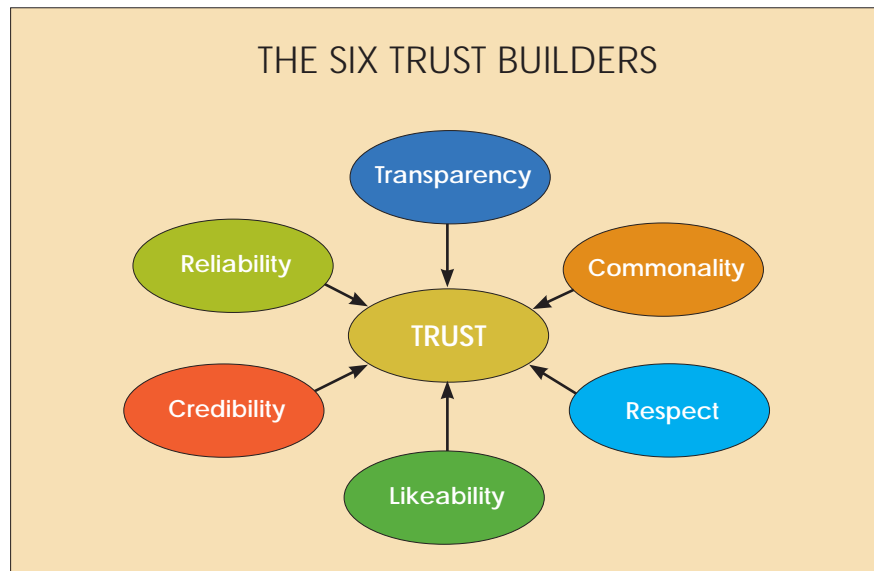 THE SIX TRUST BUILDERS
Transparency
Reliability
Commonality
TRUST
Credibility
Respect
Likeability